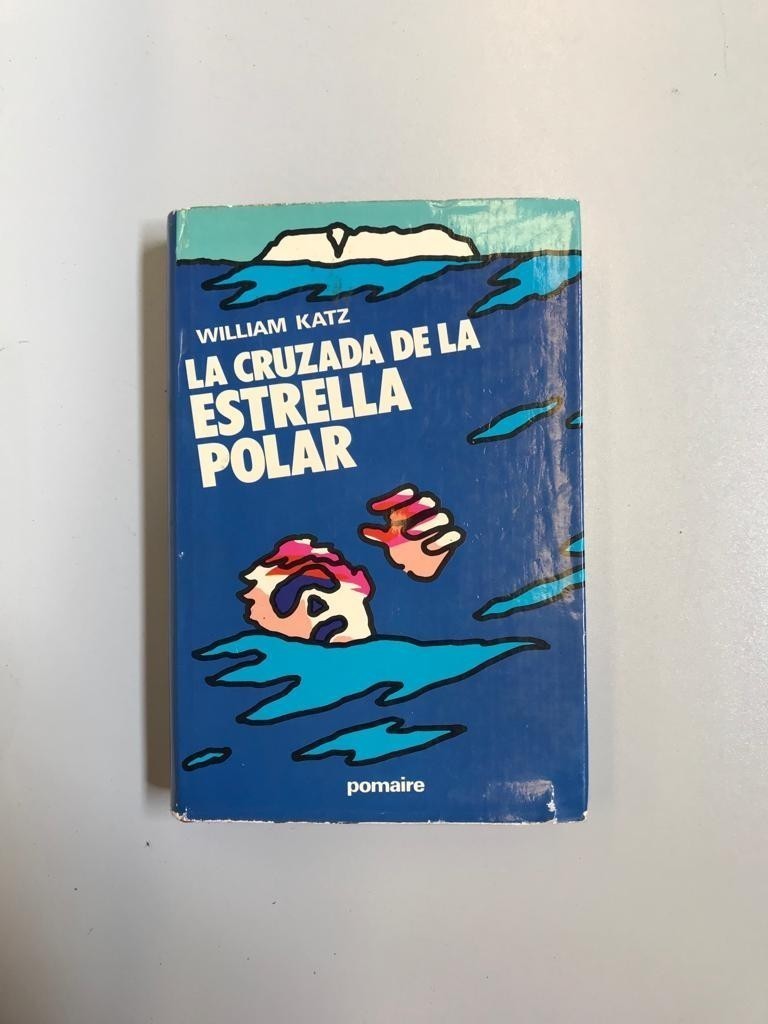 WILLIAM KATZ
LA CRUZADA DE LA
ESTRELLA
POLAR
pomaire